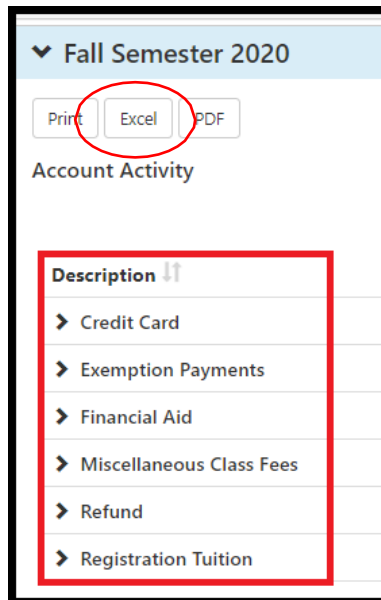 Fall Semester 2020
Print Excel PDF
Account Activity
Description
Credit Card
Exemption Payments
Financial Aid
Miscellaneous Class Fees
Refund
Registration Tuition